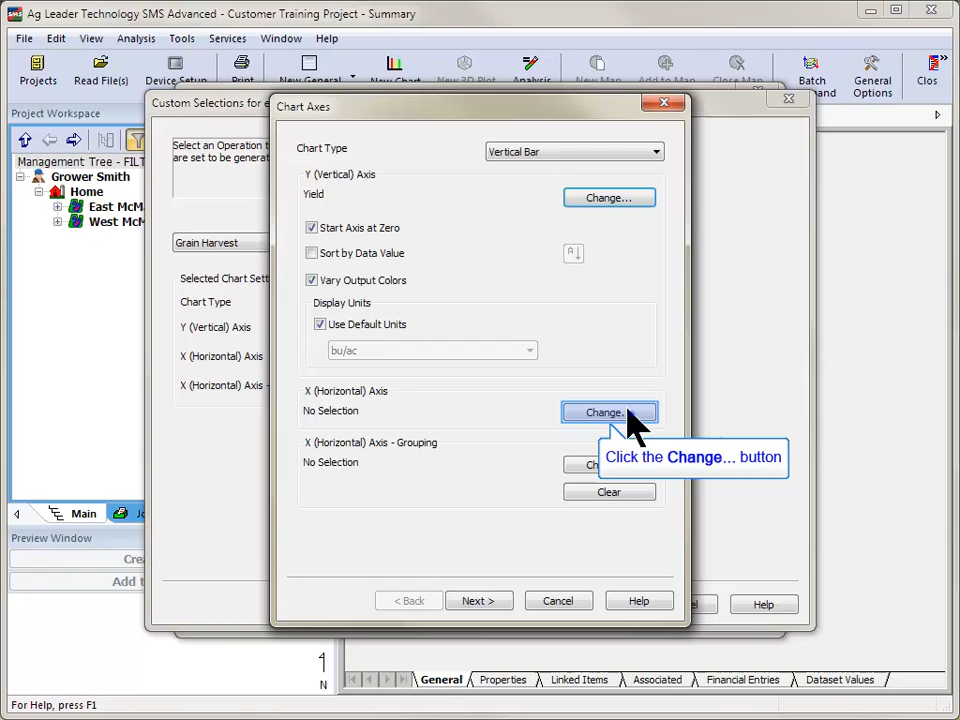 Ag Leader Technology SMS Advanced - Customer Training Project - Summary
File Edit View Analysis Tools Services Window Help
Projects Read File(s) Device Setup Print New General New Chart New 3D Plot Analysis New Map Add to Map Close Map Batch General Clos
Options
Project Workspace
Management Tree - FILT
Grower Smith
Home
East McM
West McM
Main
Preview Window
Add t
For Help, press F1
N
Custom Selections for e
Select an Operation t
are set to be generat
Grain Harvest
Selected Chart Sett
Chart Type
Y (Vertical) Axis
X (Horizontal) Axis
X (Horizontal) Axis -
Help
Chart Axes
Chart Type Vertical Bar
Y (Vertical) Axis
Yield Change...
Start Axis at Zero
Sort by Data Value
Vary Output Colors
Display Units
Use Default Units
bu/ac
X (Horizontal) Axis
No Selection Change...
X (Horizontal) Axis - Grouping
No Selection
Click the Change... button
Clear
< Back Next > Cancel Help
General Properties Linked Items Associated Financial Entries Dataset Values